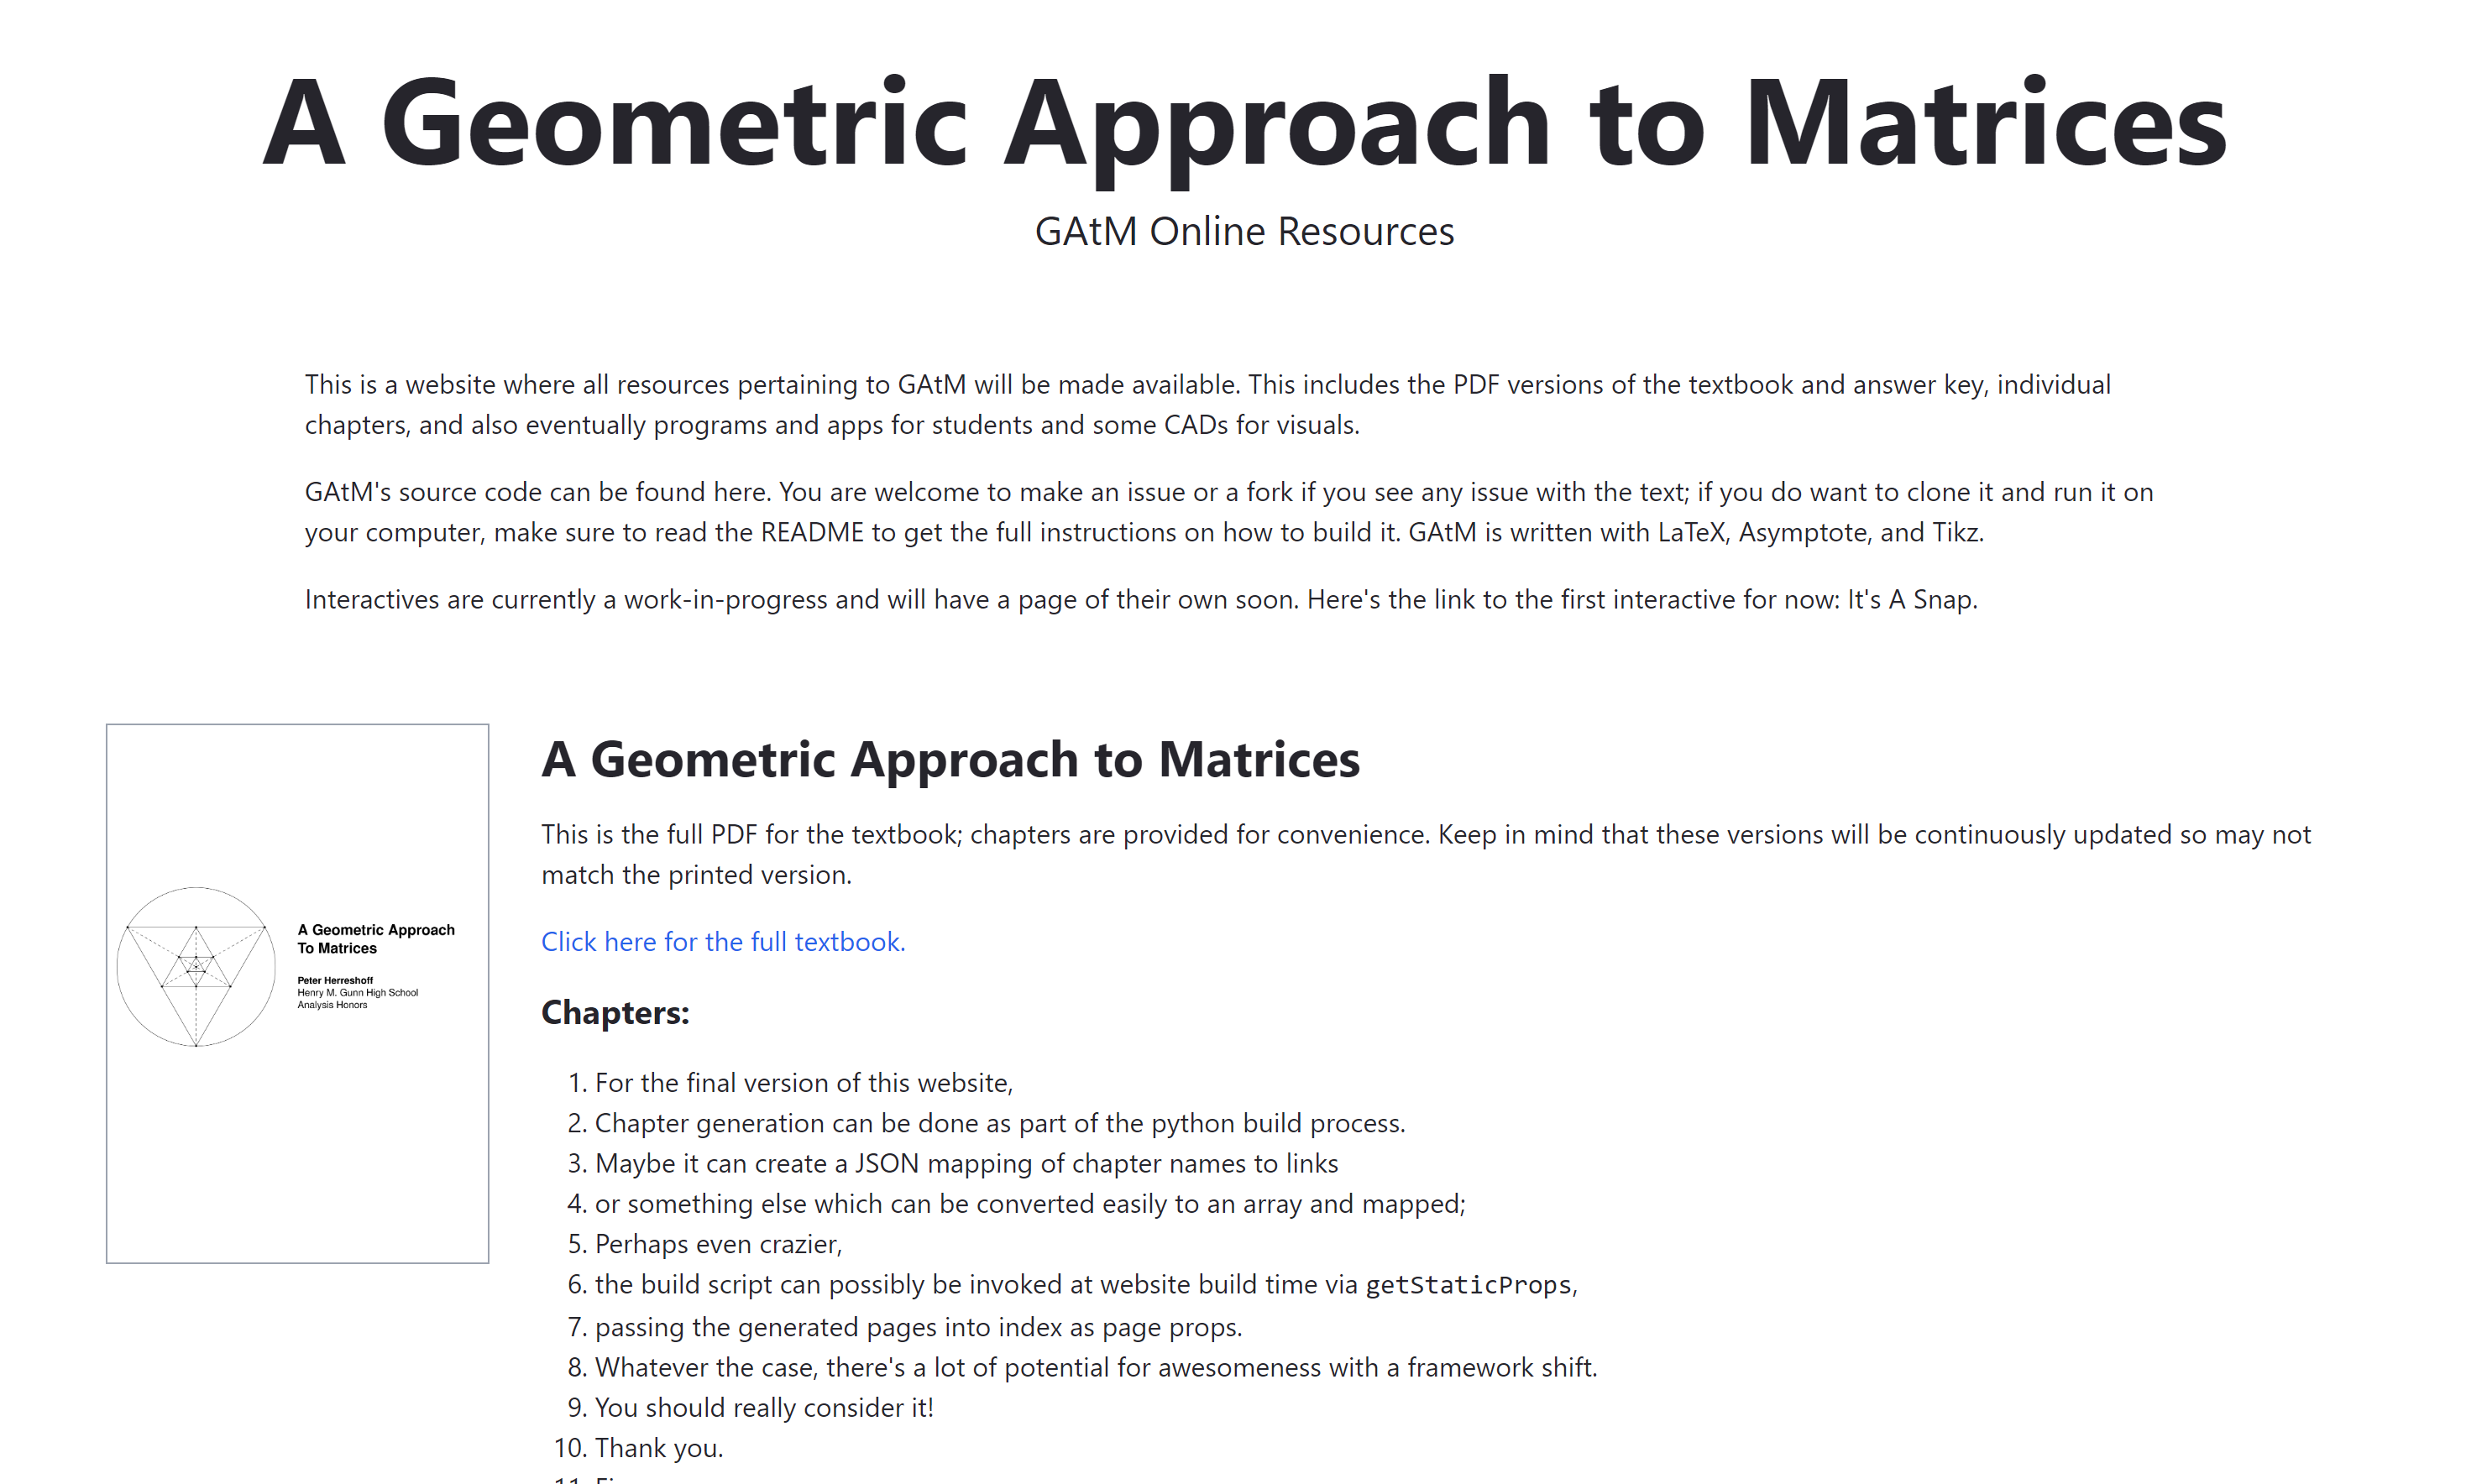 A Geometric Approach to Matrices
GAtM Online Resources
This is a website where all resources pertaining to GAtM will be made available. This includes the PDF versions of the textbook and answer key, individual
chapters, and also eventually programs and apps for students and some CADs for visuals.
GAtM's source code can be found here. You are welcome to make an issue or a fork if you see any issue with the text; if you do want to clone it and run it on
your computer, make sure to read the README to get the full instructions on how to build it. GAtM is written with LaTeX, Asymptote, and Tikz.
Interactives are currently a work-in-progress and will have a page of their own soon. Here's the link to the first interactive for now: It's A Snap.
A Geometric Approach
To Matrices
Peter Herreshoff
Henry M. Gunn High School
Analysis Honors
A Geometric Approach to Matrices
This is the full PDF for the textbook; chapters are provided for convenience. Keep in mind that these versions will be continuously updated so may not
match the printed version.
Click here for the full textbook.
Chapters:
1. For the final version of this website,
2. Chapter generation can be done as part of the python build process.
3. Maybe it can create a JSON mapping of chapter names to links
4. or something else which can be converted easily to an array and mapped;
5. Perhaps even crazier,
6. the build script can possibly be invoked at website build time via getStaticProps,
7. passing the generated pages into index as page props.
8. Whatever the case, there's a lot of potential for awesomeness with a framework shift.
9. You should really consider it!
10. Thank you.